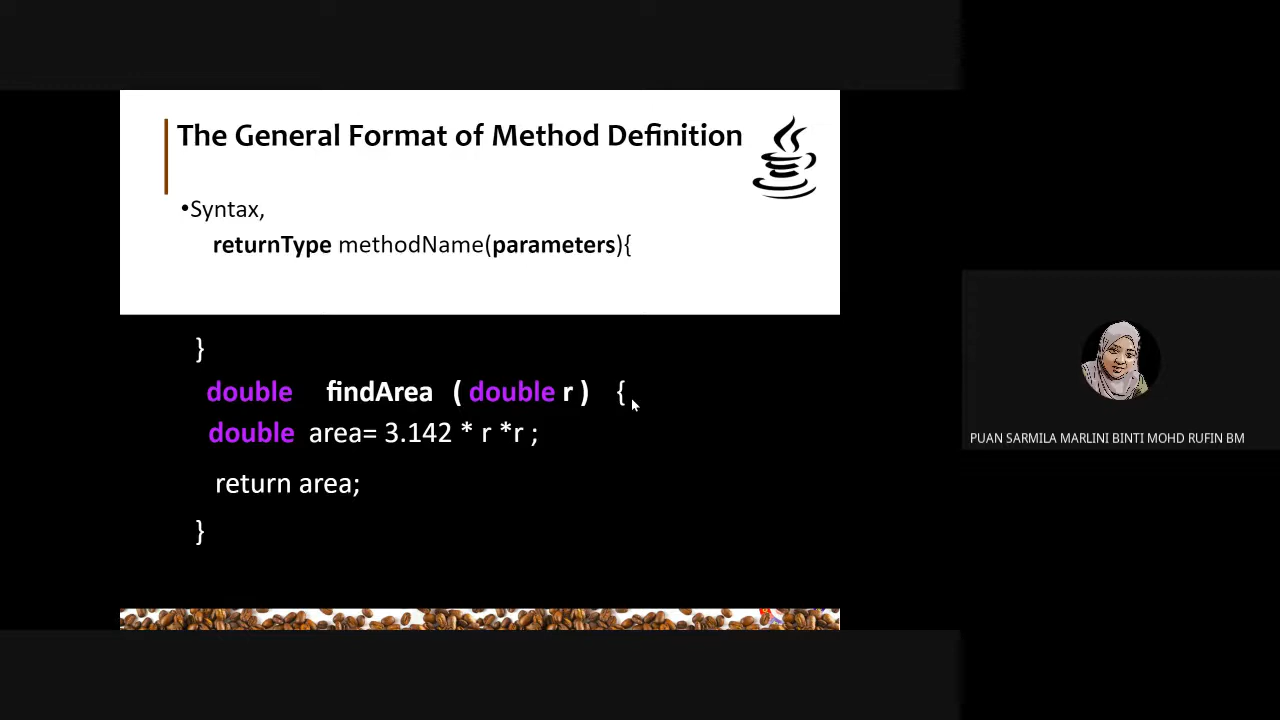 The General Format of Method Definition
•Syntax,
returnType methodName(parameters){
}
double findArea ( double r ) {
double area= 3.142 * r *r ;
return area;
}
PUAN SARMILA MARLINI BINTI MOHD RUFIN BM